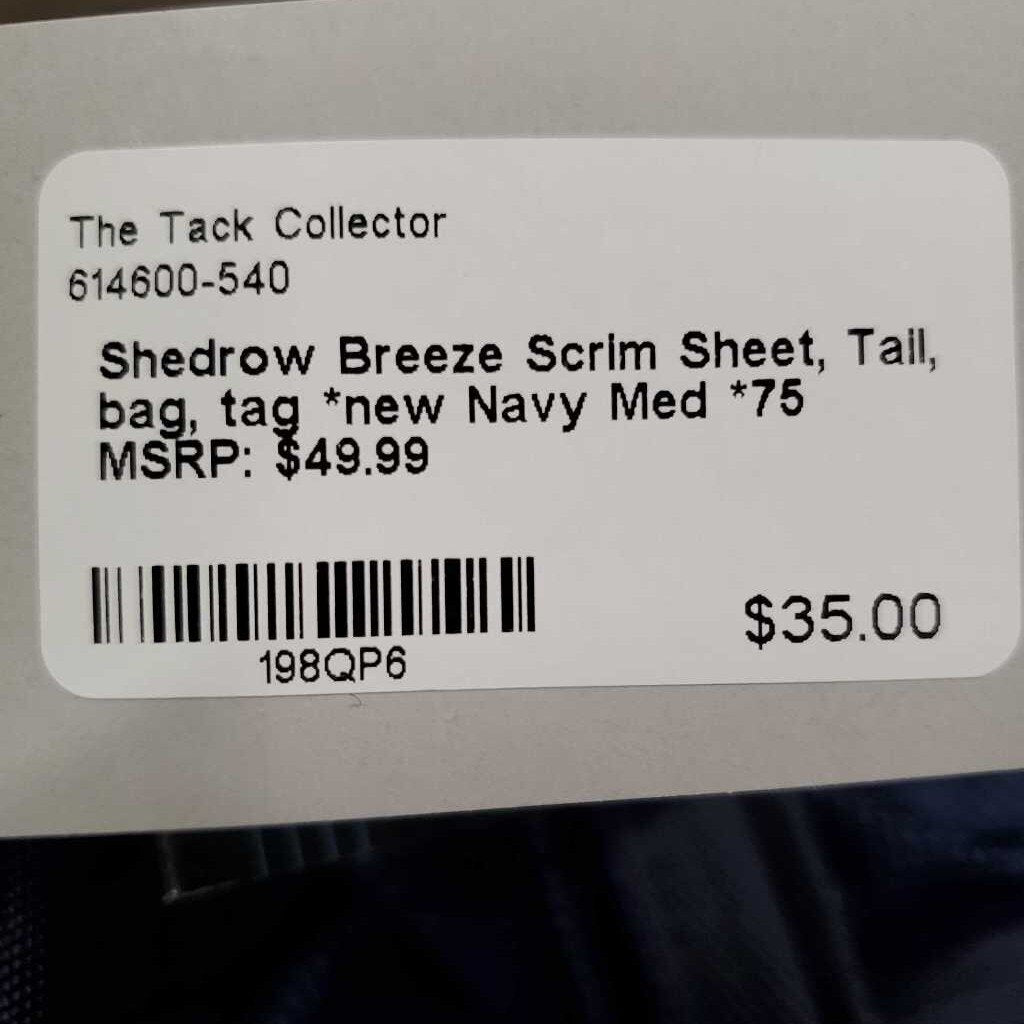 The Tack Collector
614600-540
Shedrow Breeze Scrim Sheet, Tail,
bag, tag *new Navy Med *75
MSRP: $49.99
198QP6
$35.00